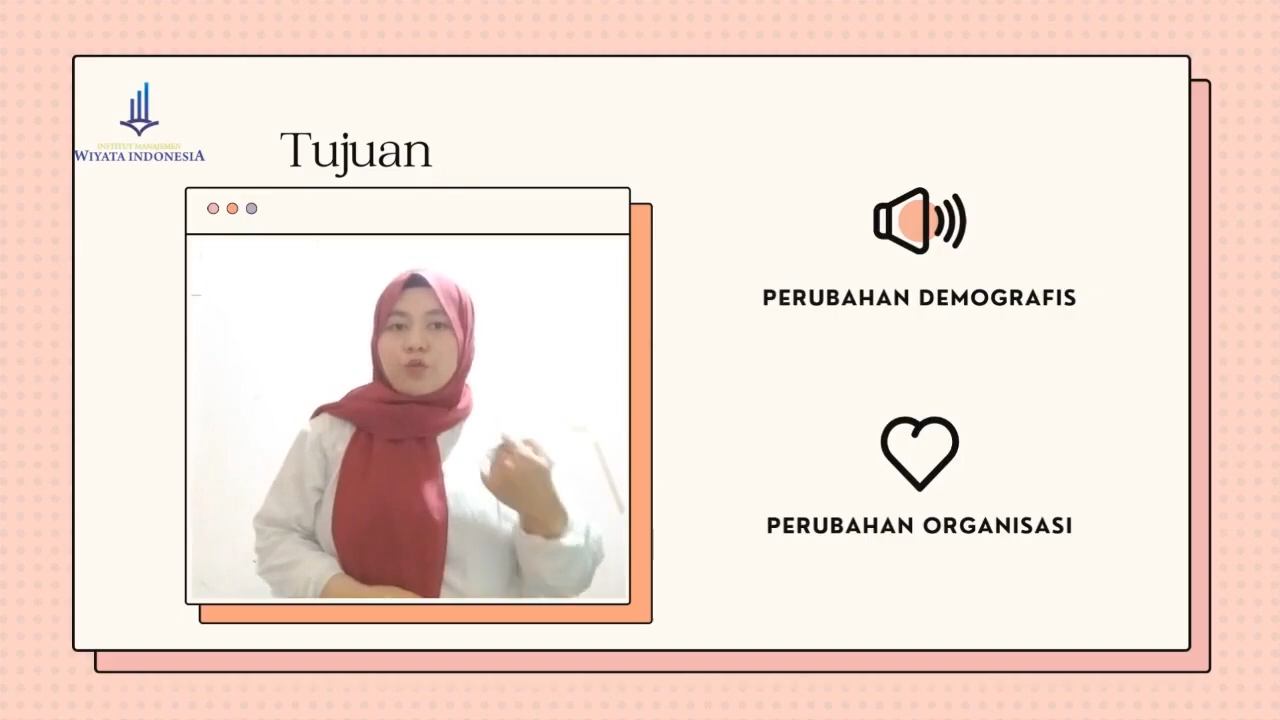 INSTITUT MANAJEMEN
WIYATA INDONESIA
Tujuan
PERUBAHAN DEMOGRAFIS
PERUBAHAN ORGANISASI